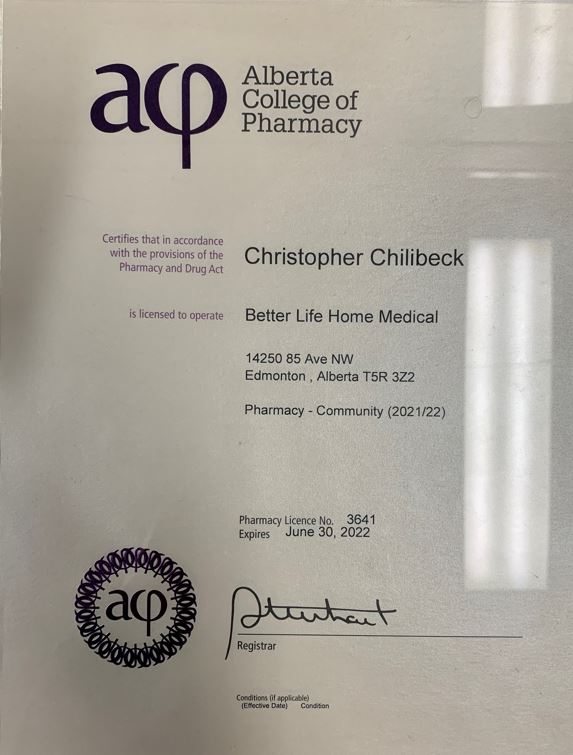 acp
Alberta
College of
Pharmacy
Certifies that in accordance
with the provisions of the
Pharmacy and Drug Act
Christopher Chilibeck
is licensed to operate
Better Life Home Medical
14250 85 Ave NW
Edmonton , Alberta T5R 3Z2
Pharmacy - Community (2021/22)
Pharmacy Licence No. 3641
Expires June 30, 2022
acp
Registrar
Conditions (if applicable)
(Effective Date) Condition